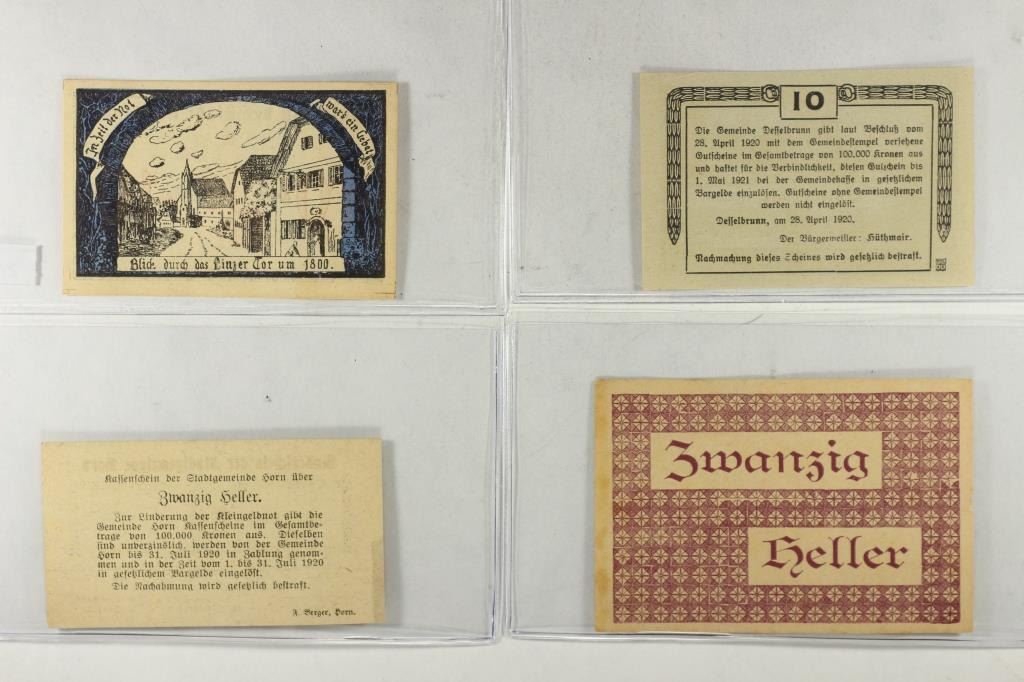 In Zeit der Not
ward ein Gebat
Blick durch das Linzer Tor um 1800.
10
Die Gemeinde Desselbrunn gibt laut Beschluß vom
28. April 1920 mit dem Gemeindestempel versehene
Gutscheine im Gesamtbetrage von 100.000 Kronen aus
und haftet für die Verbindlichkeit, diesen Gutschein bis
1. Mai 1921 bei der Gemeindekasse in gesetzlichem
Bargelde einzulösen. Gutscheine ohne Gemeindestempel
werden nicht eingelöst.
Desselbrunn, am 28. April 1920.
Der Bürgermeister: Hüthmair.
Nachmachung dieses Scheines wird gesetzlich bestraft.
Kassenschein der Stadtgemeinde Horn über
Zwanzig Heller.
Zur Linderung der Kleingeldnot gibt die
Gemeinde Horn Kassenscheine im Gesamtbe-
trage von 100.000 Kronen aus. Dieselben
sind unverzinslich, werden von der Gemeinde
Horn bis 31. Juli 1920 in Zahlung genom-
men und in der Zeit vom 1. bis 31. Juli 1920
in gesetzlichem Bargelde eingelöst.
Die Nachahmung wird gesetzlich bestraft.
F. Berger, Horn.
Zwanzig
Heller